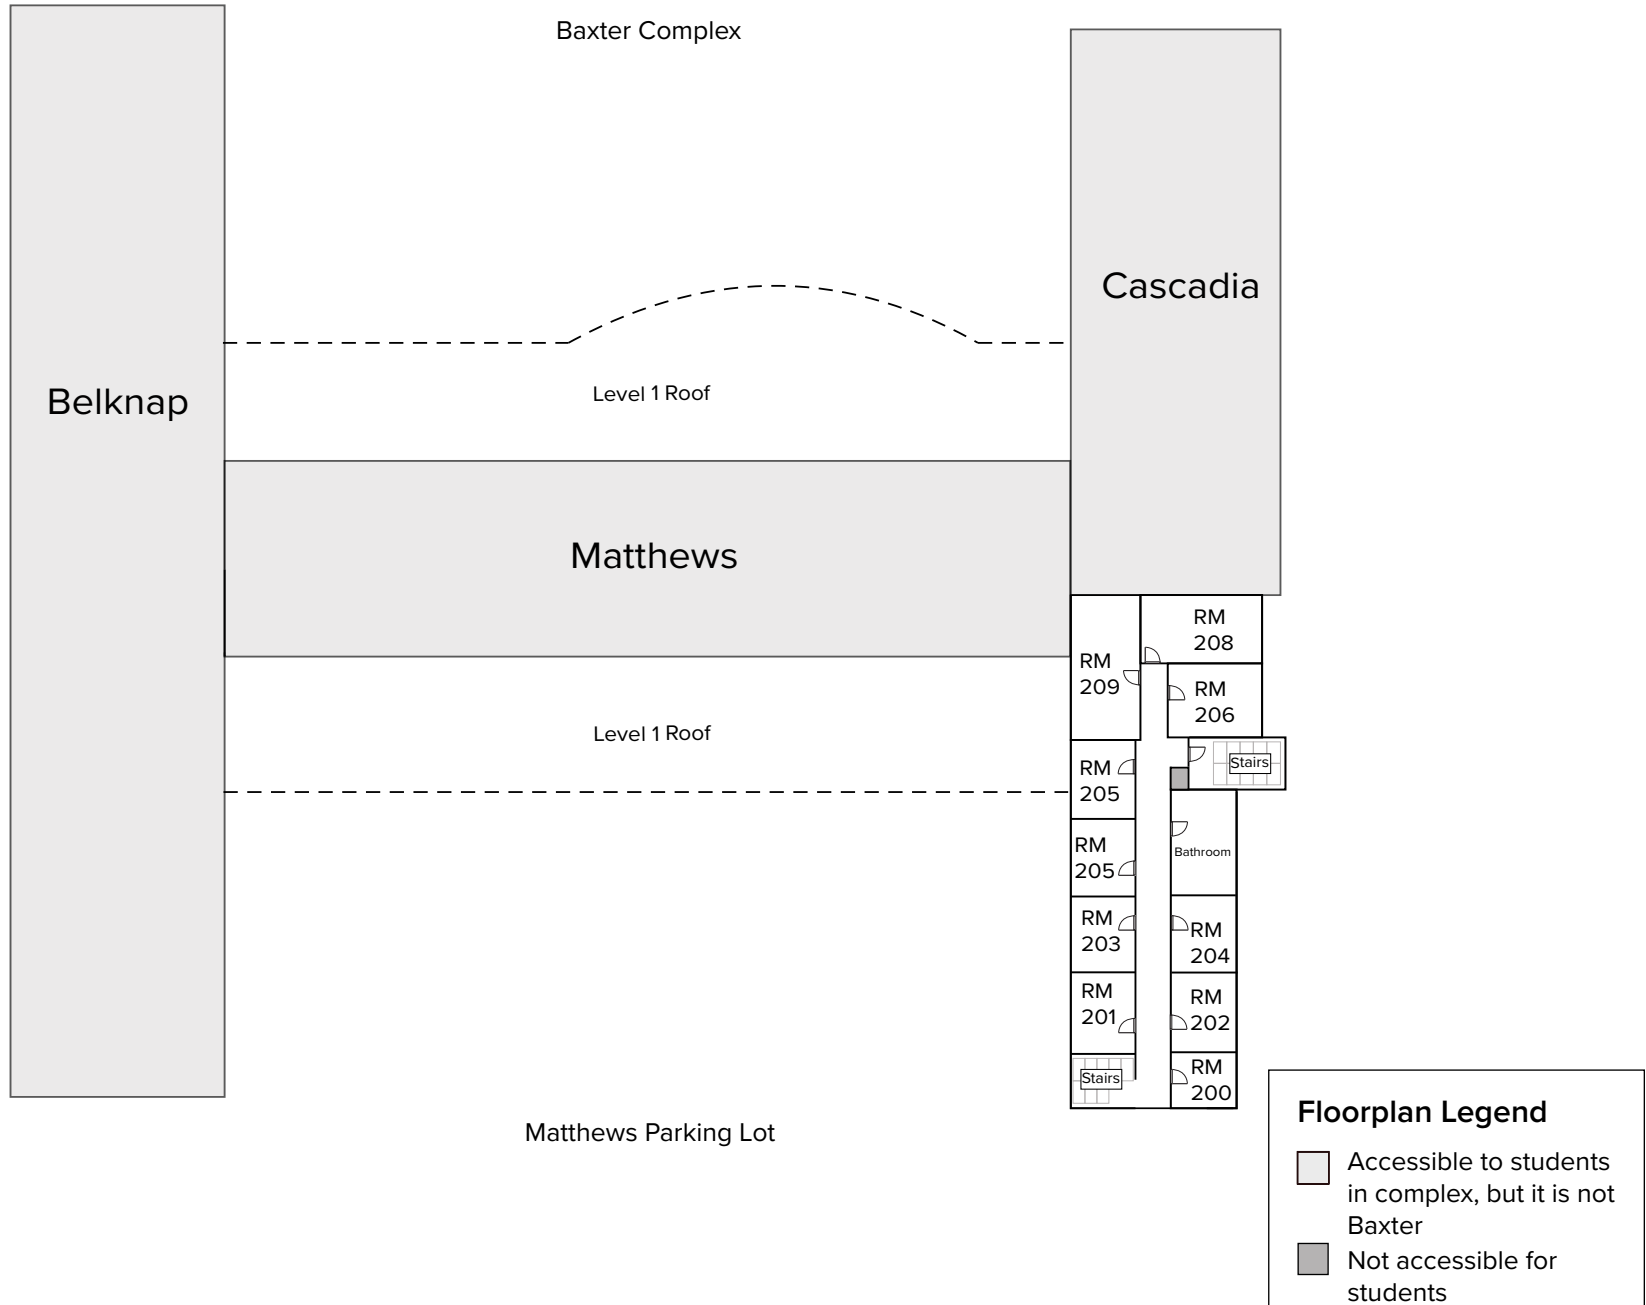 Baxter Complex
Cascadia
Belknap
Level 1 Roof
Matthews
RM
208
RM
209
RM
206
Level 1 Roof
Stairs
RM
205
RM
205
Bathroom
RM
203
RM
204
RM
201
RM
202
Stairs
RM
200
Matthews Parking Lot
Floorplan Legend
Accessible to students
in complex, but it is not
Baxter
Not accessible for
students